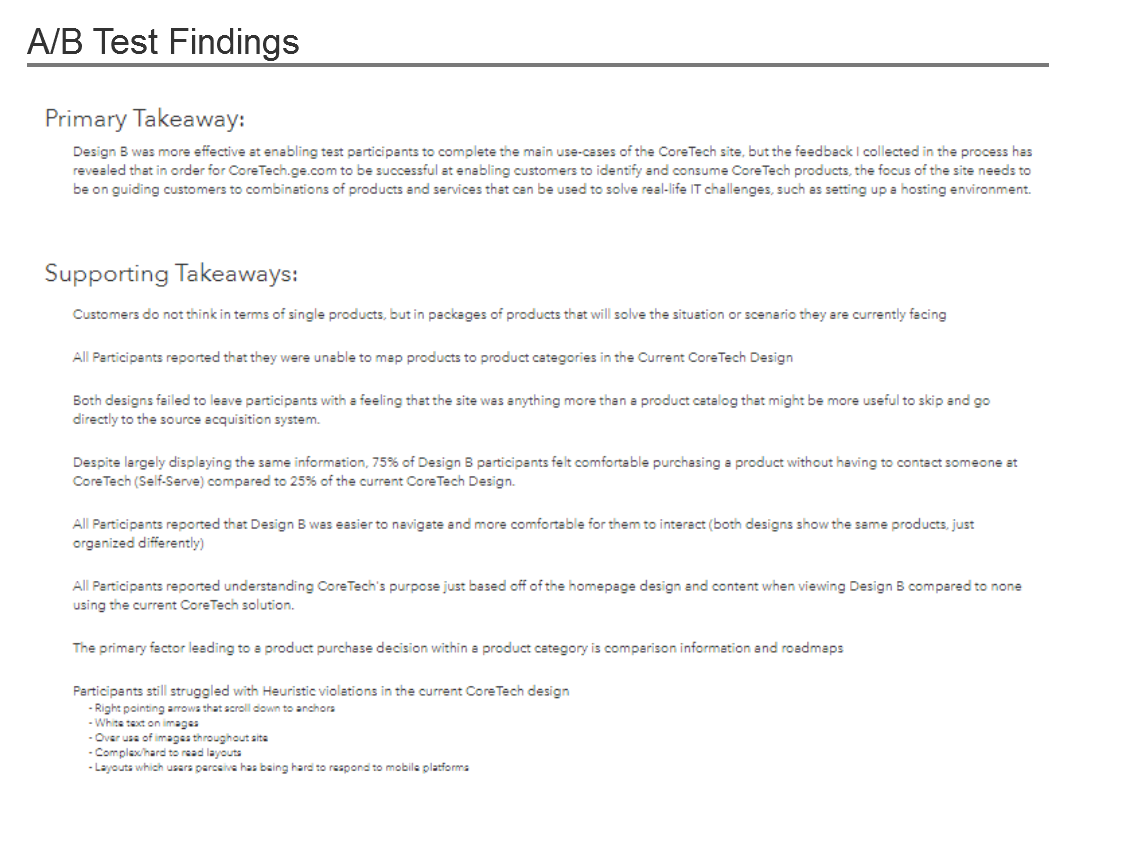 A/B Test Findings
Primary Takeaway:
Design B was more effective at enabling test participants to complete the main use-cases of the CoreTech site, but the feedback I collected in the process has
revealed that in order for CoreTech.ge.com to be successful at enabling customers to identify and consume CoreTech products, the focus of the site needs to
be on guiding customers to combinations of products and services that can be used to solve real-life IT challenges, such as setting up a hosting environment.
Supporting Takeaways:
Customers do not think in terms of single products, but in packages of products that will solve the situation or scenario they are currently facing
All Participants reported that they were unable to map products to product categories in the Current CoreTech Design
Both designs failed to leave participants with a feeling that the site was anything more than a product catalog that might be more useful to skip and go
directly to the source acquisition system.
Despite largely displaying the same information, 75% of Design B participants felt comfortable purchasing a product without having to contact someone at
CoreTech (Self-Serve) compared to 25% of the current CoreTech Design.
All Participants reported that Design B was easier to navigate and more comfortable for them to interact (both designs show the same products, just
organized differently)
All Participants reported understanding CoreTech's purpose just based off of the homepage design and content when viewing Design B compared to none
using the current CoreTech solution.
The primary factor leading to a product purchase decision within a product category is comparison information and roadmaps
Participants still struggled with Heuristic violations in the current CoreTech design
- Right pointing arrows that scroll down to anchors
- White text on images
- Over use of images throughout site
- Complex/hard to read layouts
- Layouts which users perceive has being hard to respond to mobile platforms